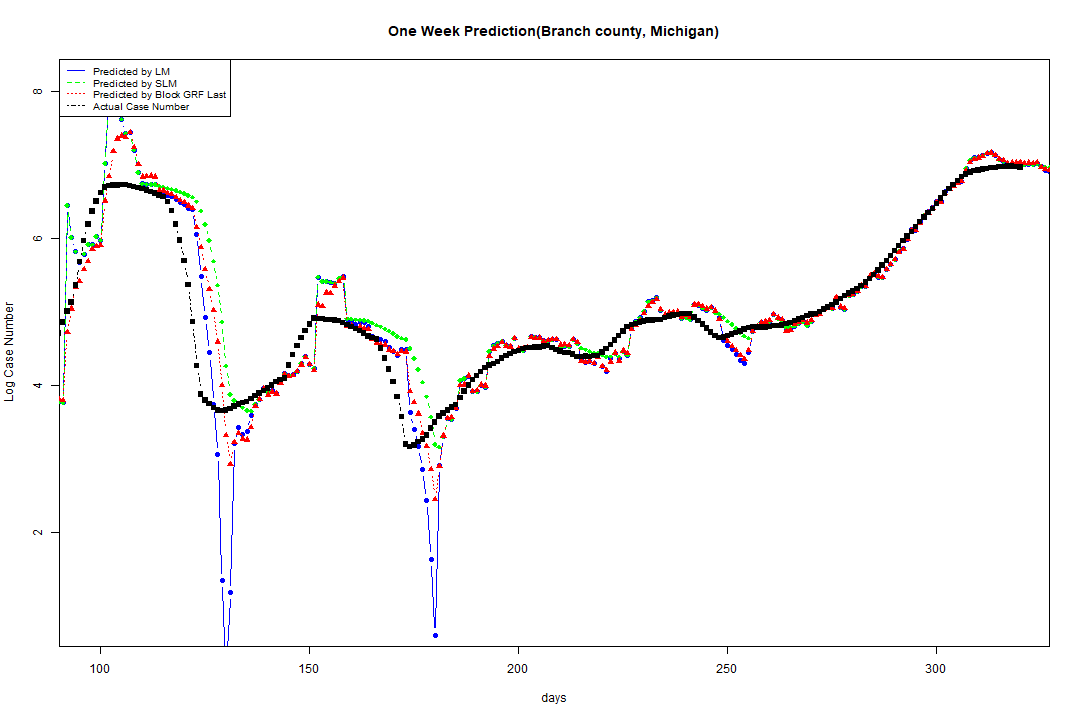 One Week Prediction(Branch county, Michigan)
Predicted by LM
Predicted by SLM
Predicted by Block GRF Last
Actual Case Number
8
6
4
2
Log Case Number
100 150 200 250 300
days